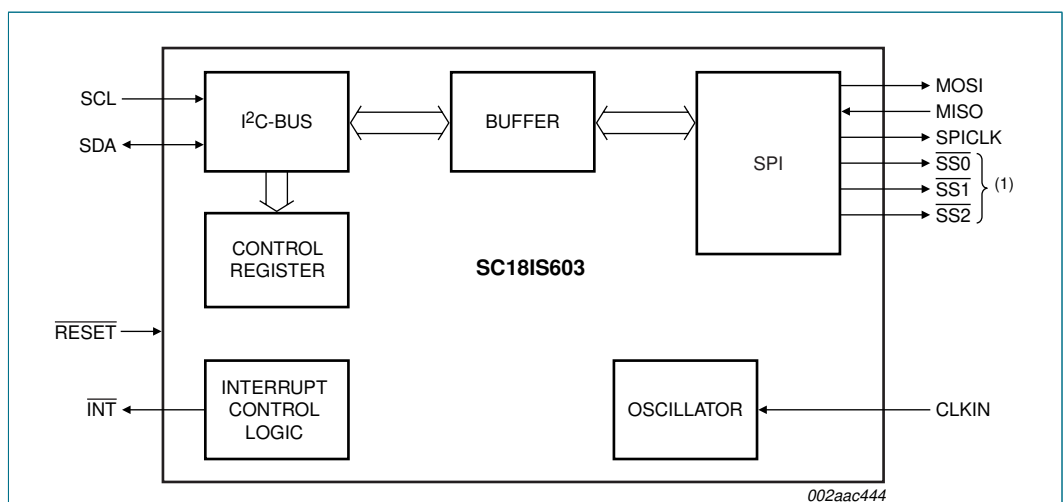 SCL
SDA
I²C-BUS
BUFFER
SPI
MOSI
MISO
SPICLK
SS0
SS1
SS2
(1)
CONTROL
REGISTER
SC18IS603
RESET
INT
INTERRUPT
CONTROL
LOGIC
OSCILLATOR
CLKIN
002aac444